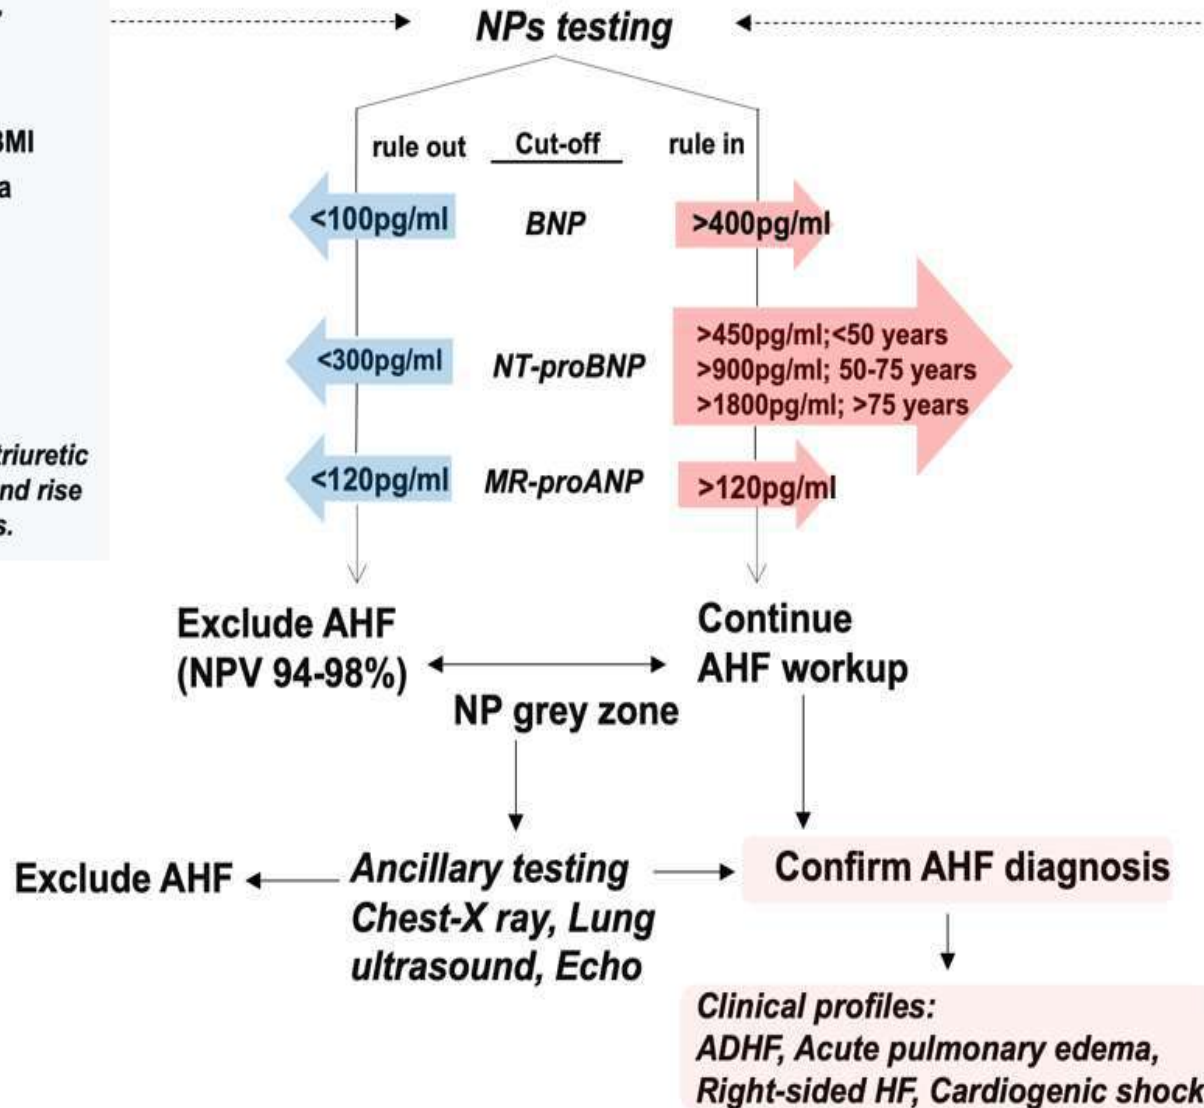 NPs testing
BMI
a
rule out Cut-off rule in
<100pg/ml BNP >400pg/ml
>450pg/ml;<50 years
<300pg/ml NT-proBNP >900pg/ml; 50-75 years
>1800pg/ml; >75 years
triuretic
nd rise
s.
<120pg/ml MR-proANP >120pg/ml
Exclude AHF
(NPV 94-98%)
Continue
AHF workup
NP grey zone
Exclude AHF
Ancillary testing
Chest-X ray, Lung
ultrasound, Echo
Confirm AHF diagnosis
Clinical profiles:
ADHF, Acute pulmonary edema,
Right-sided HF, Cardiogenic shock